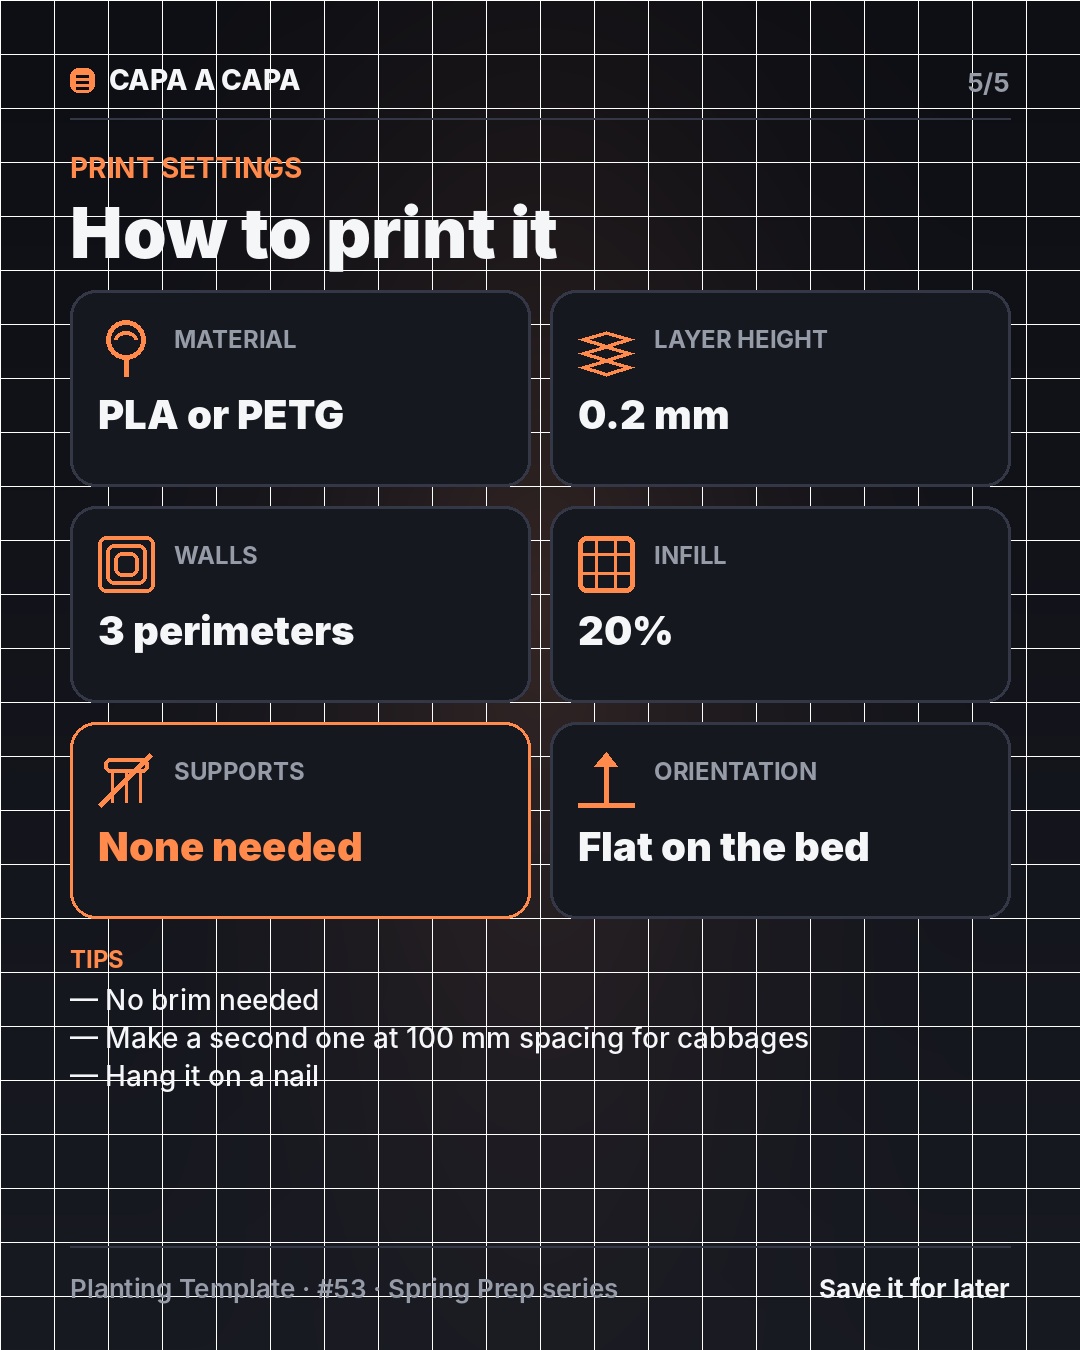 CAPA A CAPA
5/5
PRINT SETTINGS
How to print it
MATERIAL
PLA or PETG
LAYER HEIGHT
0.2 mm
WALLS
3 perimeters
INFILL
20%
SUPPORTS
None needed
ORIENTATION
Flat on the bed
TIPS
— No brim needed
— Make a second one at 100 mm spacing for cabbages
— Hang it on a nail
Planting Template · #53 · Spring Prep series
Save it for later